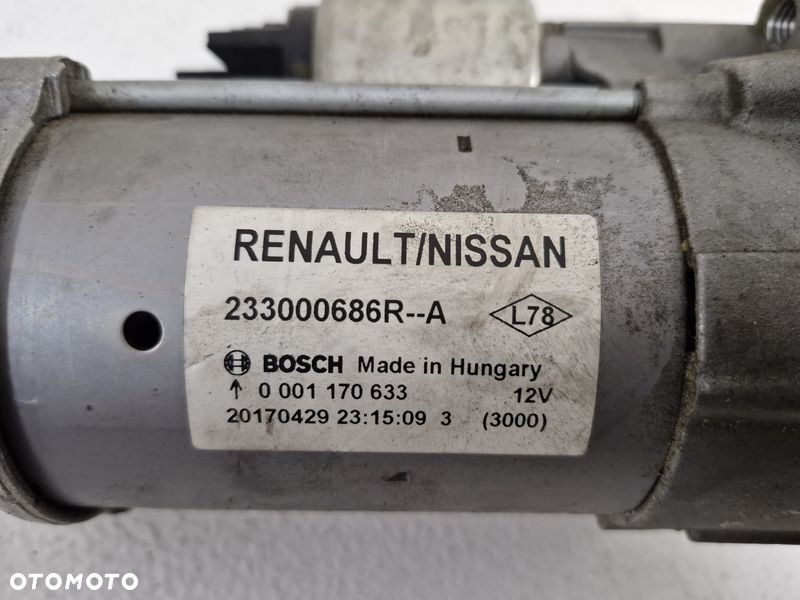 RENAULT/NISSAN
233000686R--A L78
BOSCH Made in Hungary
↑ 0 001 170 633 12V
20170429 23:15:09 3 (3000)
OTOMOTO